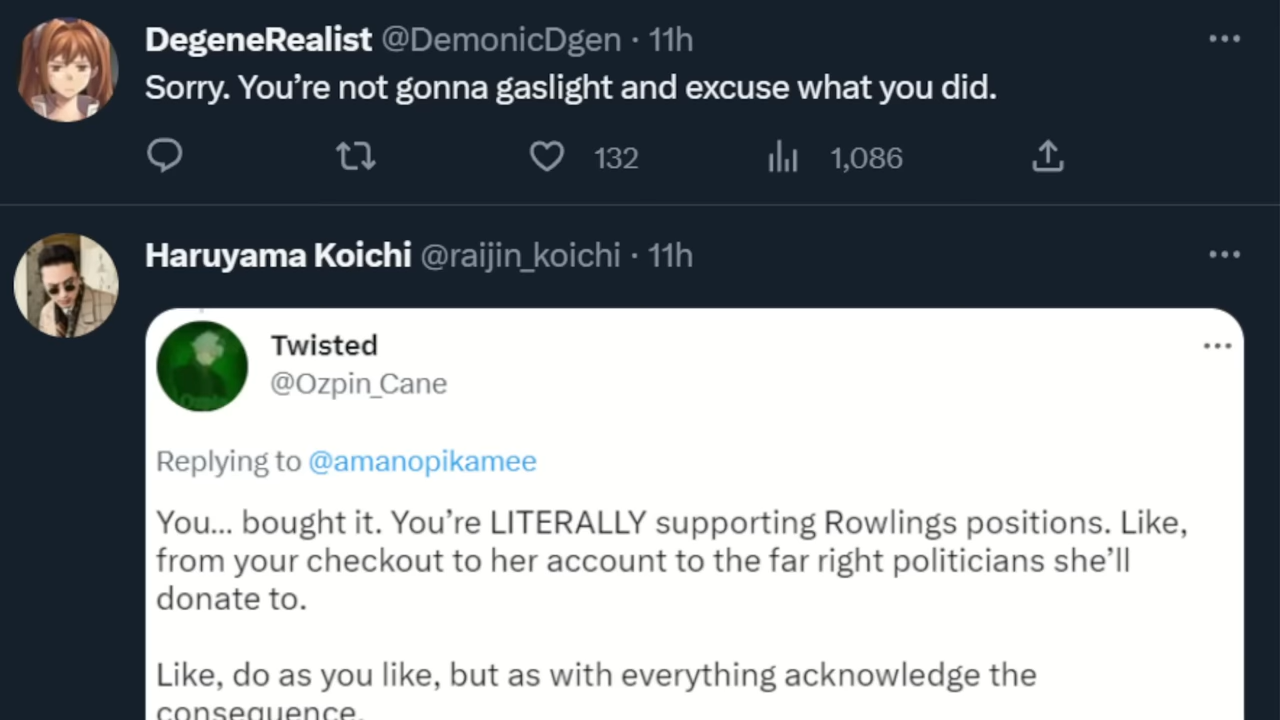 DegeneRealist @DemonicDgen · 11h
Sorry. You're not gonna gaslight and excuse what you did.
132 1,086
Haruyama Koichi @raijin_koichi · 11h
Twisted
@Ozpin_Cane
Replying to @amanopikamee
You... bought it. You're LITERALLY supporting Rowlings positions. Like,
from your checkout to her account to the far right politicians she'll
donate to.
Like, do as you like, but as with everything acknowledge the
consequence.